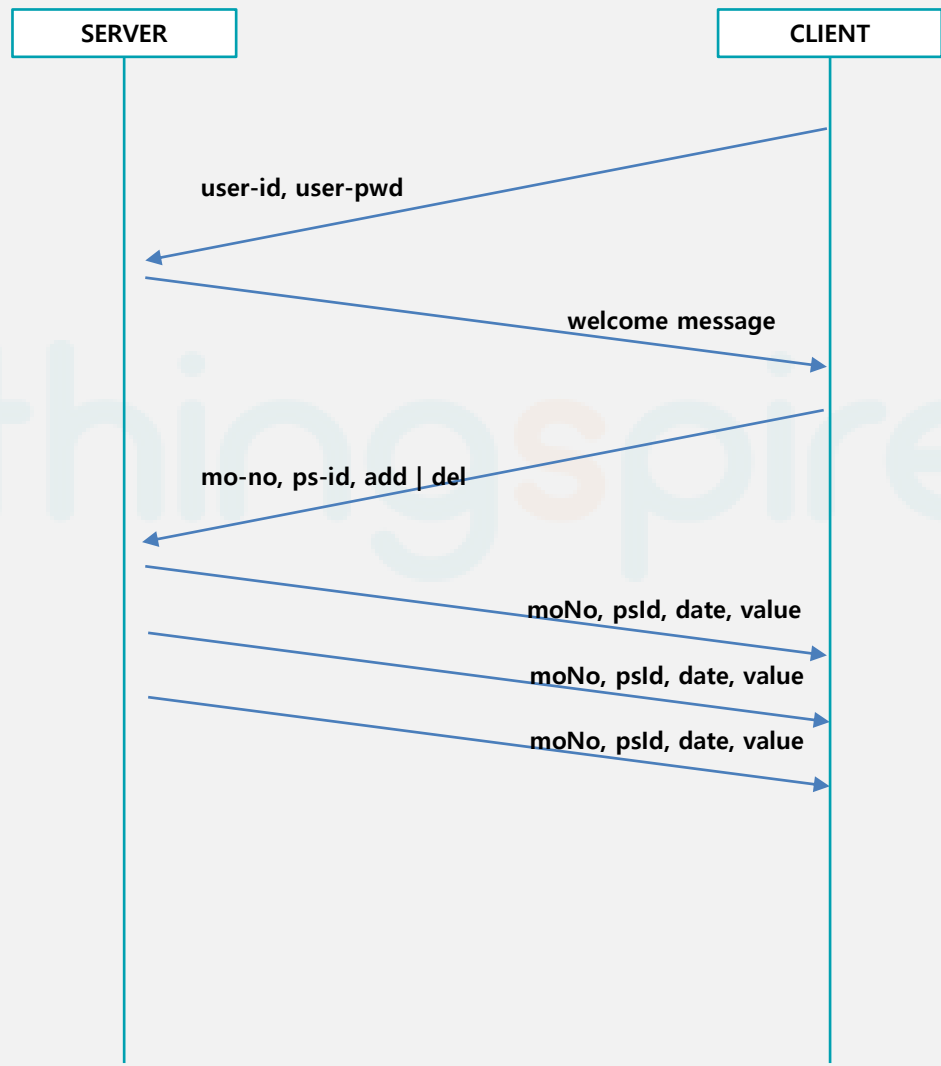 SERVER
CLIENT
user-id, user-pwd
welcome message
thingspire
mo-no, ps-id, add | del
moNo, psId, date, value
moNo, psId, date, value
moNo, psId, date, value